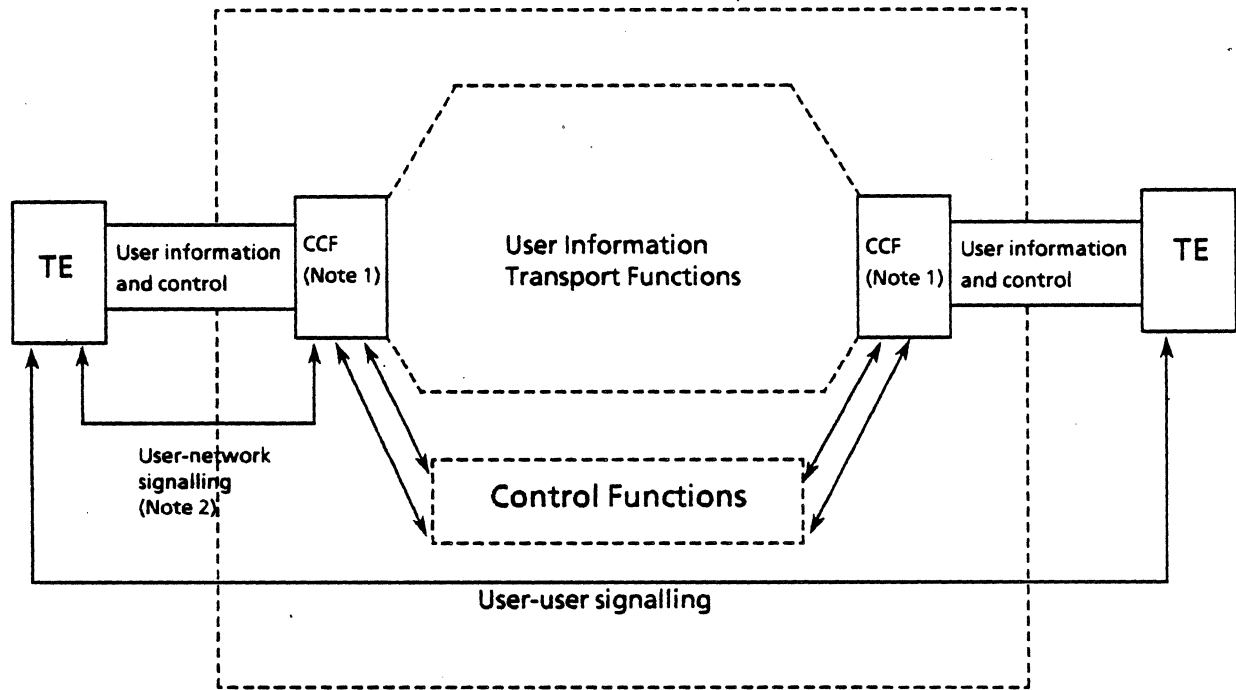 TE
User information
and control
CCF
(Note 1)
User Information
Transport Functions
CCF
(Note 1)
User information
and control
TE
User-network
signalling
(Note 2)
Control Functions
User-user signalling